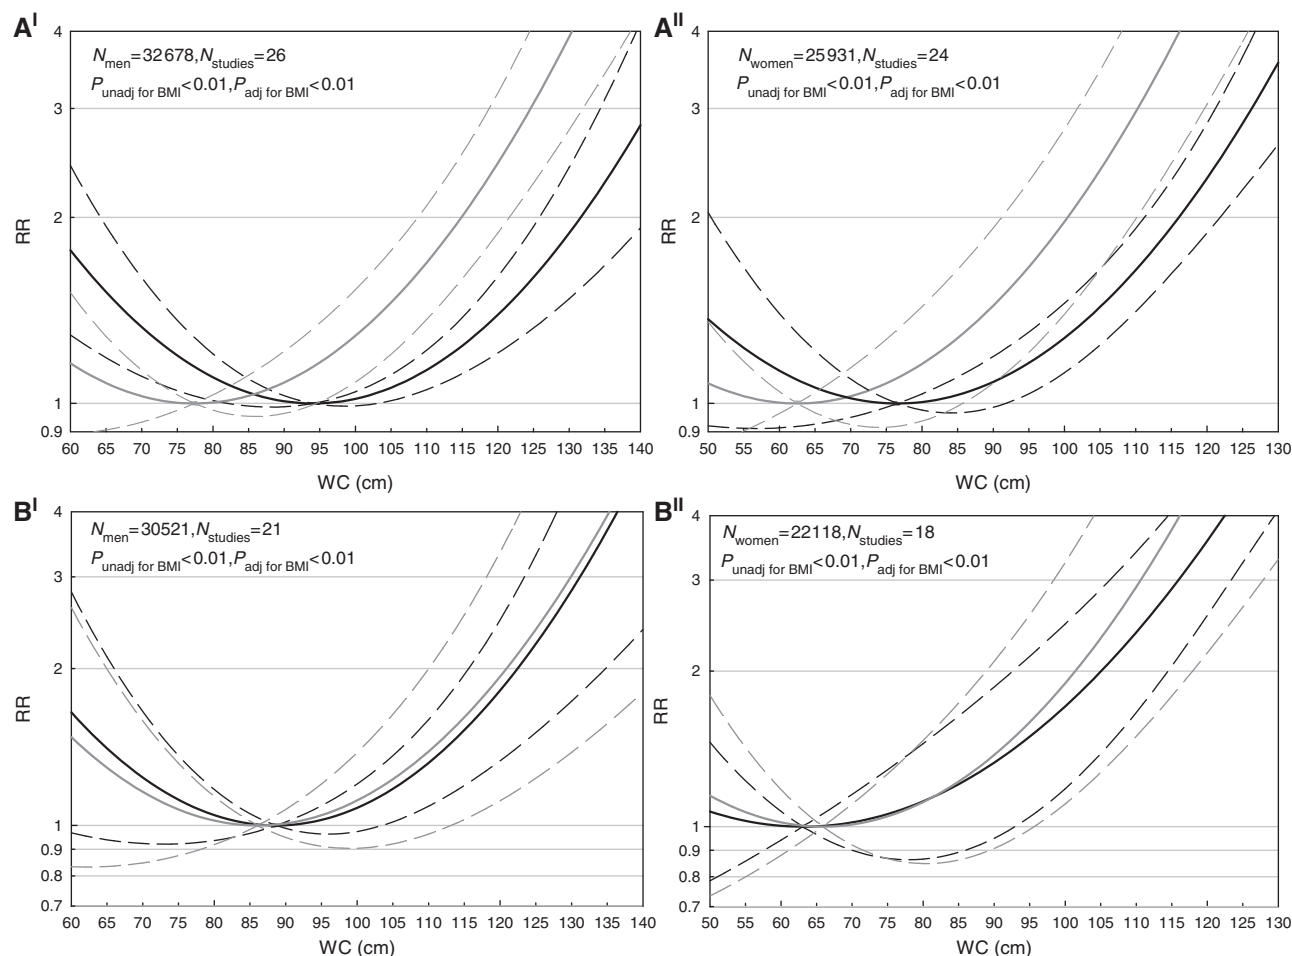 A^I
N_men=32678,N_studies=26
P_unadj for BMI<0.01,P_adj for BMI<0.01
4
3
2
1
0.9
RR
60 65 70 75 80 85 90 95 100 105 110 115 120 125 130 135 140
WC (cm)
A^II
N_women=25931,N_studies=24
P_unadj for BMI<0.01,P_adj for BMI<0.01
4
3
2
1
0.9
RR
50 55 60 65 70 75 80 85 90 95 100 105 110 115 120 125 130
WC (cm)
B^I
N_men=30521,N_studies=21
P_unadj for BMI<0.01,P_adj for BMI<0.01
4
3
2
1
0.9
0.8
0.7
RR
60 65 70 75 80 85 90 95 100 105 110 115 120 125 130 135 140
WC (cm)
B^II
N_women=22118,N_studies=18
P_unadj for BMI<0.01,P_adj for BMI<0.01
4
3
2
1
0.9
0.8
0.7
RR
50 55 60 65 70 75 80 85 90 95 100 105 110 115 120 125 130
WC (cm)